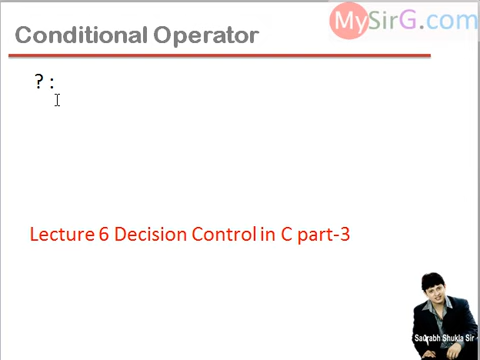 MySirG.com
Conditional Operator
? :
Lecture 6 Decision Control in C part-3
Saurabh Shukla Sir